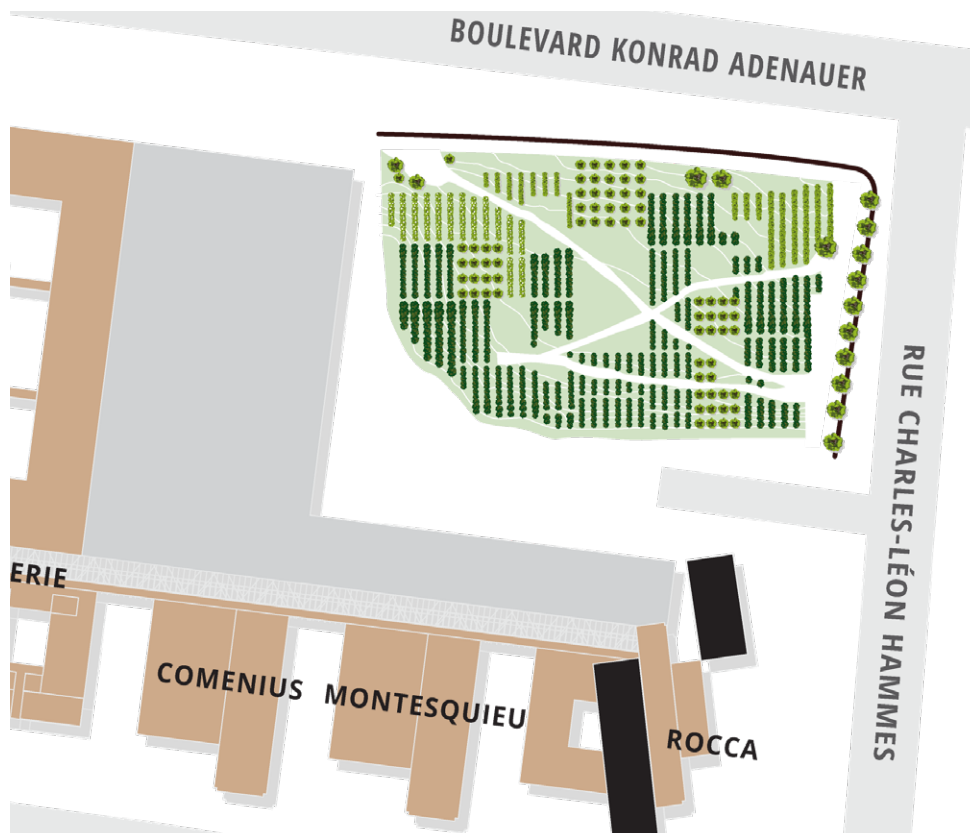 BOULEVARD KONRAD ADENAUER
RUE CHARLES-LÉON HAMMES
ERIE
COMENIUS
MONTESQUIEU
ROCCA